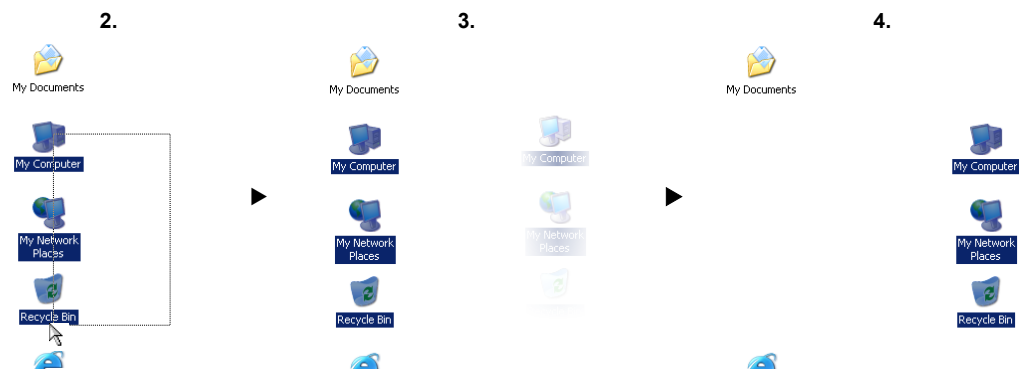 2.
3.
4.
My Documents
My Documents
My Documents
My Computer
My Computer
My Computer
My Computer
My Network
Places
My Network
Places
My Network
Places
My Network
Places
Recycle Bin
Recycle Bin
Recycle Bin